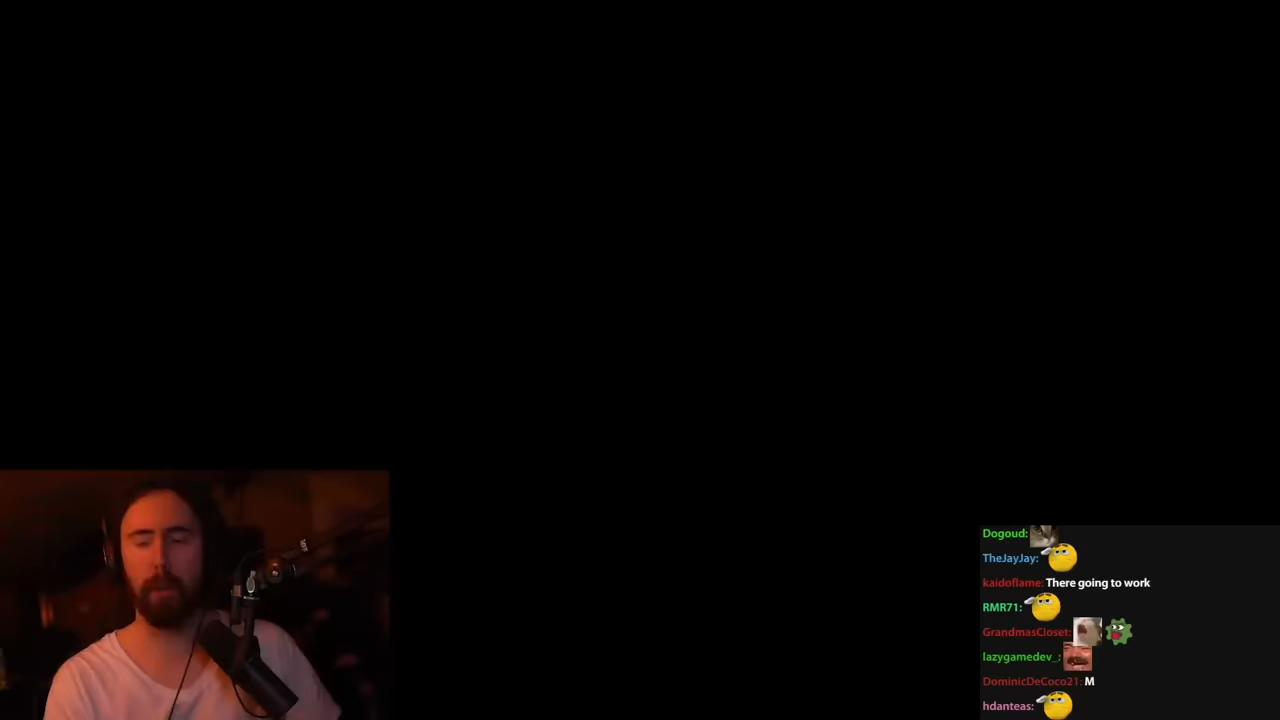 Dogoud:
TheJayJay:
kaidoflame: There going to work
RMR71:
GrandmasCloset:
lazygamedev_:
DominicDeCoco21: M
hdanteas: